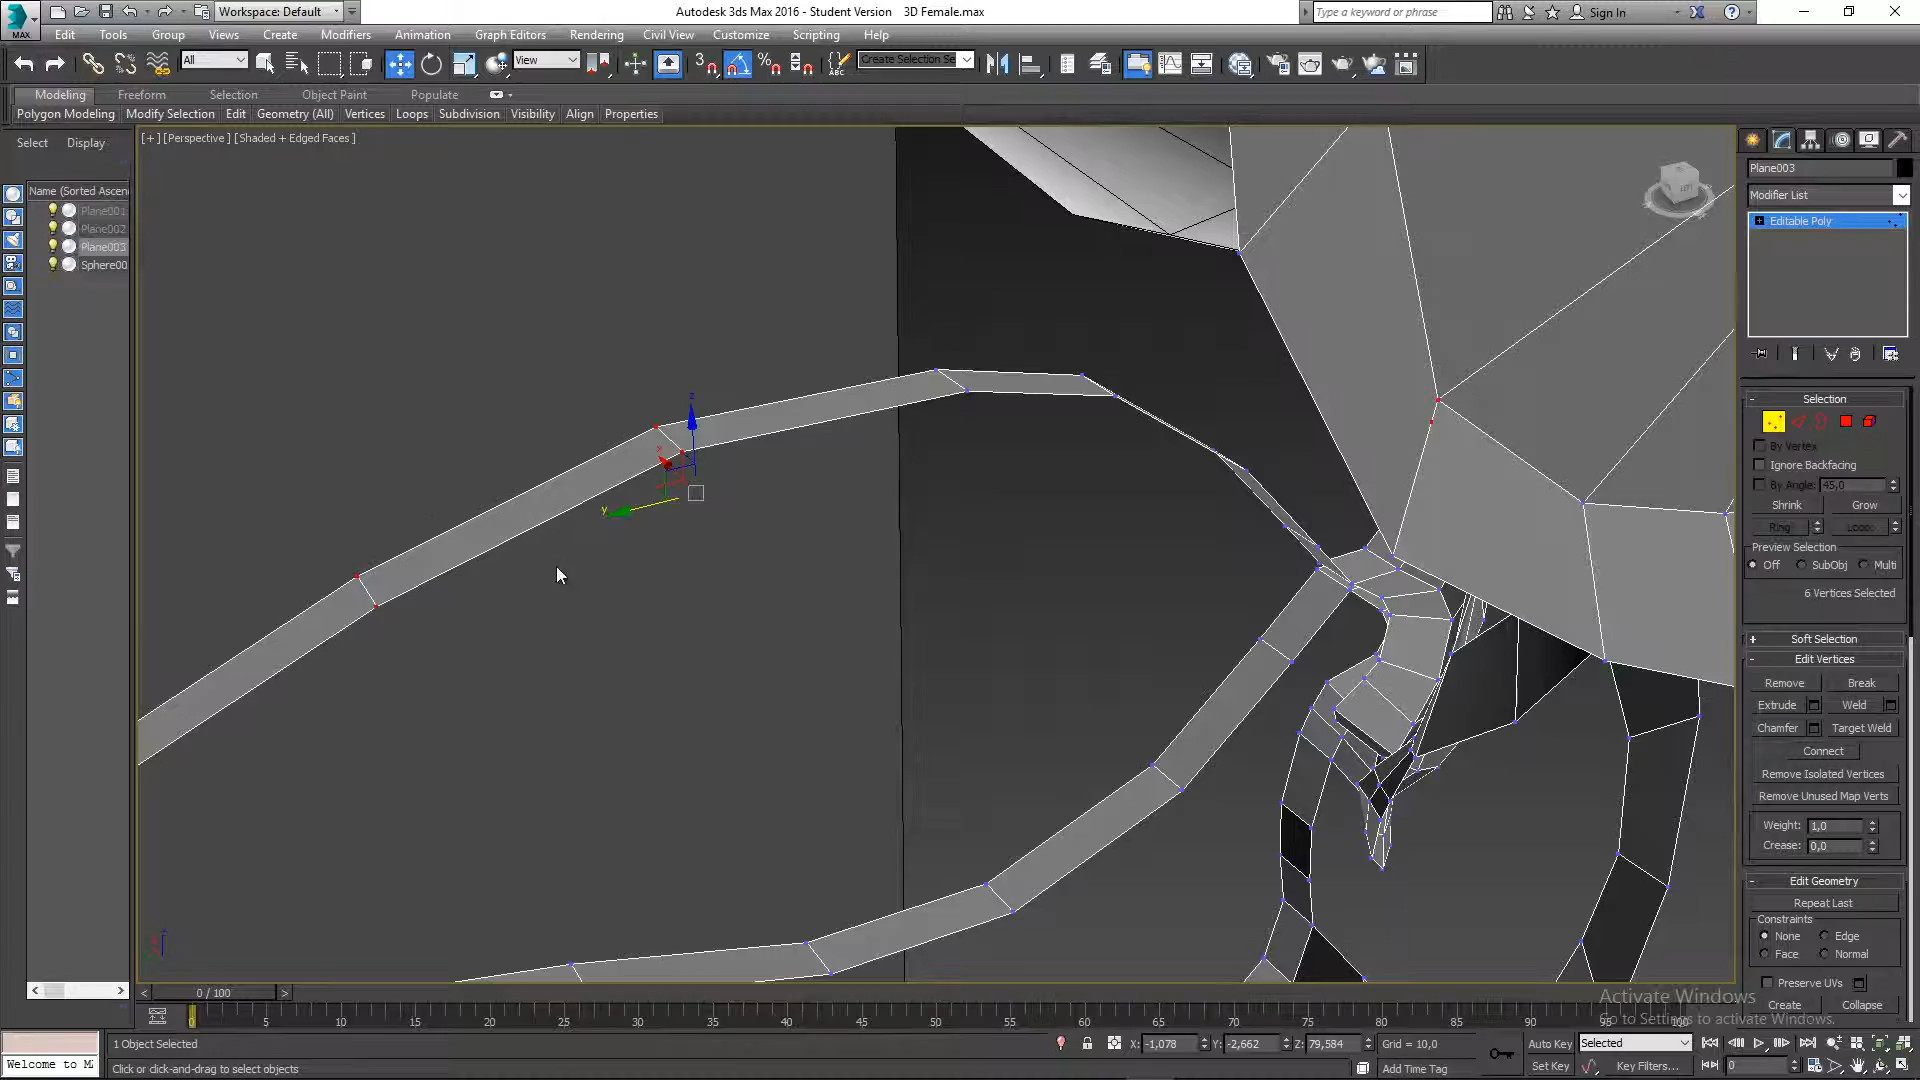 MAX
Workspace: Default
Autodesk 3ds Max 2016 - Student Version 3D Female.max
Type a keyword or phrase
Sign In
Edit Tools Group Views Create Modifiers Animation Graph Editors Rendering Civil View Customize Scripting Help
All
View
3
Create Selection Se
Modeling Freeform Selection Object Paint Populate
Polygon Modeling Modify Selection Edit Geometry (All) Vertices Loops Subdivision Visibility Align Properties
Select Display
[+] [Perspective] [Shaded + Edged Faces]
Name (Sorted Ascen
Plane001
Plane002
Plane003
Sphere00
z
x
y
Plane003
Modifier List
Editable Poly
Selection
By Vertex
Ignore Backfacing
By Angle: 45,0
Shrink Grow
Ring Loop
Preview Selection
Off SubObj Multi
6 Vertices Selected
Soft Selection
Edit Vertices
Remove Break
Extrude Weld
Chamfer Target Weld
Connect
Remove Isolated Vertices
Remove Unused Map Verts
Weight: 1,0
Crease: 0,0
Edit Geometry
Repeat Last
Constraints
None Edge
Face Normal
Preserve UVs
Create Collapse
Activate Windows
Go to Settings to activate Windows.
0 / 100
0 5 10 15 20 25 30 35 40 45 50 55 60 65 70 75 80 85 90 95 100
1 Object Selected
X: -1,078 Y: -2,662 Z: 79,584 Grid = 10,0
Auto Key Selected
Welcome to M
Click or click-and-drag to select objects
Add Time Tag
Set Key Key Filters... 0